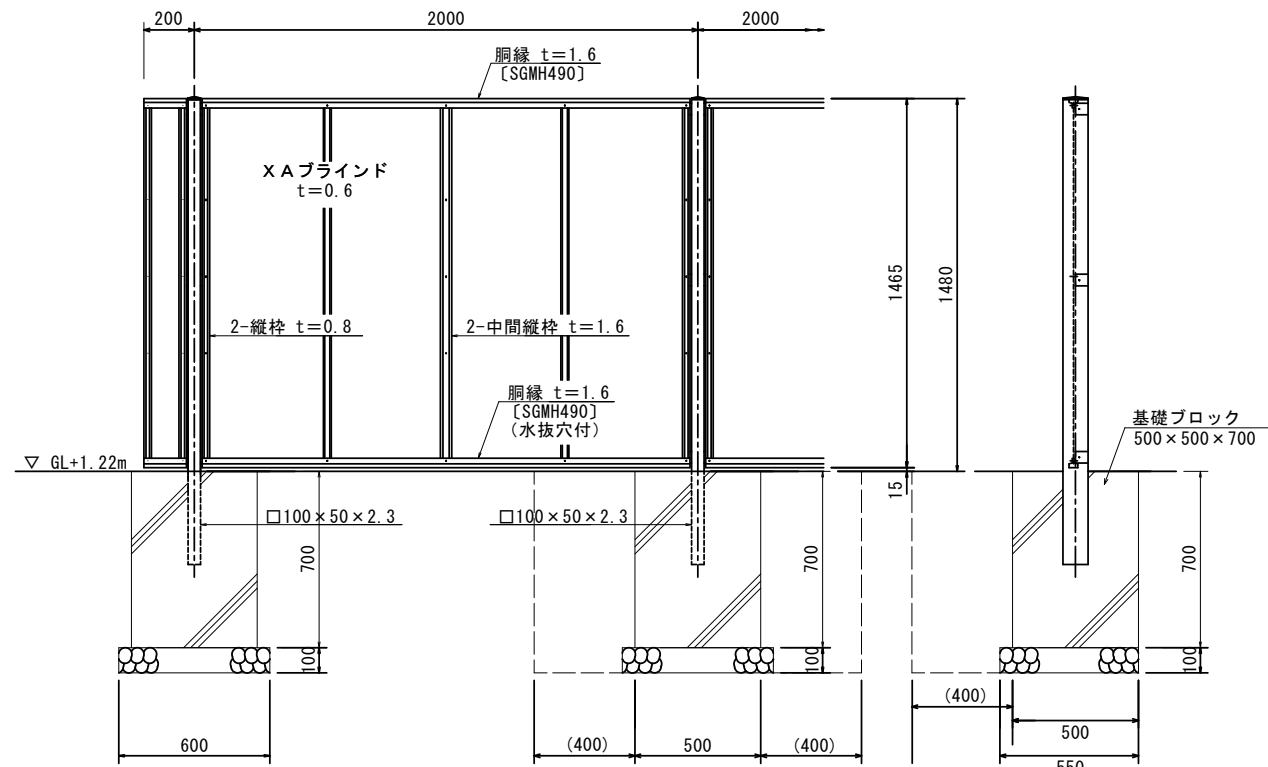 200
2000
2000
胴縁 t=1.6
〔SGMH490〕
XAブラインド
t=0.6
2-縦枠 t=0.8
2-中間縦枠 t=1.6
胴縁 t=1.6
〔SGMH490〕
(水抜穴付)
1465
1480
15
▽ GL+1.22m
□100×50×2.3
□100×50×2.3
基礎ブロック
500×500×700
700
100
700
100
700
100
600
(400)
500
(400)
(400)
500
550